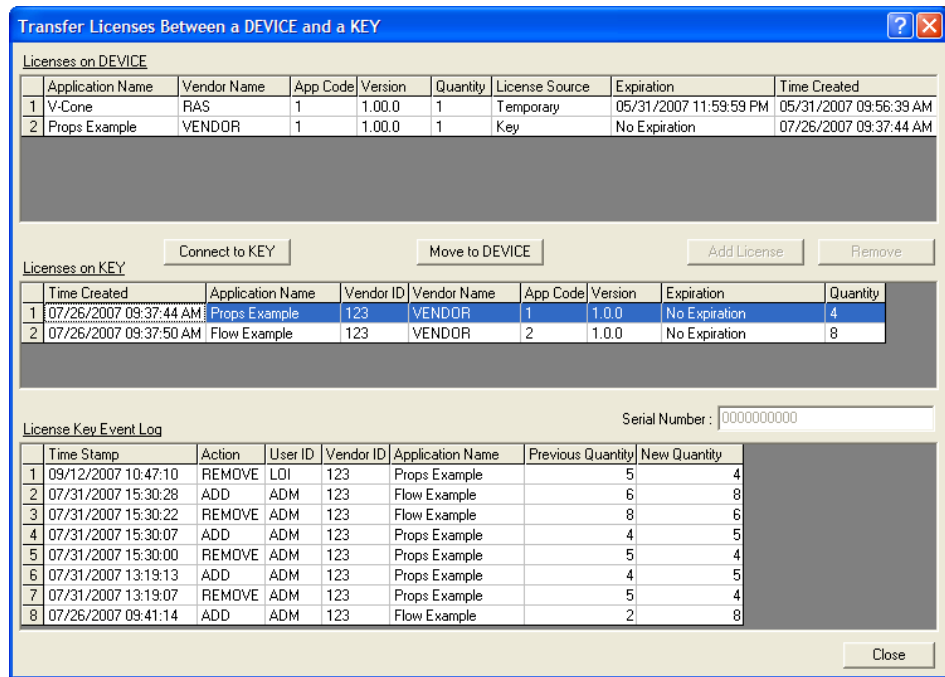 Transfer Licenses Between a DEVICE and a KEY
Licenses on DEVICE
Application Name Vendor Name App Code Version Quantity License Source Expiration Time Created
1 V-Cone RAS 1 1.00.0 1 Temporary 05/31/2007 11:59:59 PM 05/31/2007 09:56:39 AM
2 Props Example VENDOR 1 1.00.0 1 Key No Expiration 07/26/2007 09:37:44 AM
Connect to KEY Move to DEVICE Add License Remove
Licenses on KEY
Time Created Application Name Vendor ID Vendor Name App Code Version Expiration Quantity
1 07/26/2007 09:37:44 AM Props Example 123 VENDOR 1 1.0.0 No Expiration 4
2 07/26/2007 09:37:50 AM Flow Example 123 VENDOR 2 1.0.0 No Expiration 8
Serial Number : 0000000000
License Key Event Log
Time Stamp Action User ID Vendor ID Application Name Previous Quantity New Quantity
1 09/12/2007 10:47:10 REMOVE LOI 123 Props Example 5 4
2 07/31/2007 15:30:28 ADD ADM 123 Flow Example 6 8
3 07/31/2007 15:30:22 REMOVE ADM 123 Flow Example 8 6
4 07/31/2007 15:30:07 ADD ADM 123 Props Example 4 5
5 07/31/2007 15:30:00 REMOVE ADM 123 Props Example 5 4
6 07/31/2007 13:19:13 ADD ADM 123 Props Example 4 5
7 07/31/2007 13:19:07 REMOVE ADM 123 Props Example 5 4
8 07/26/2007 09:41:14 ADD ADM 123 Flow Example 2 8
Close